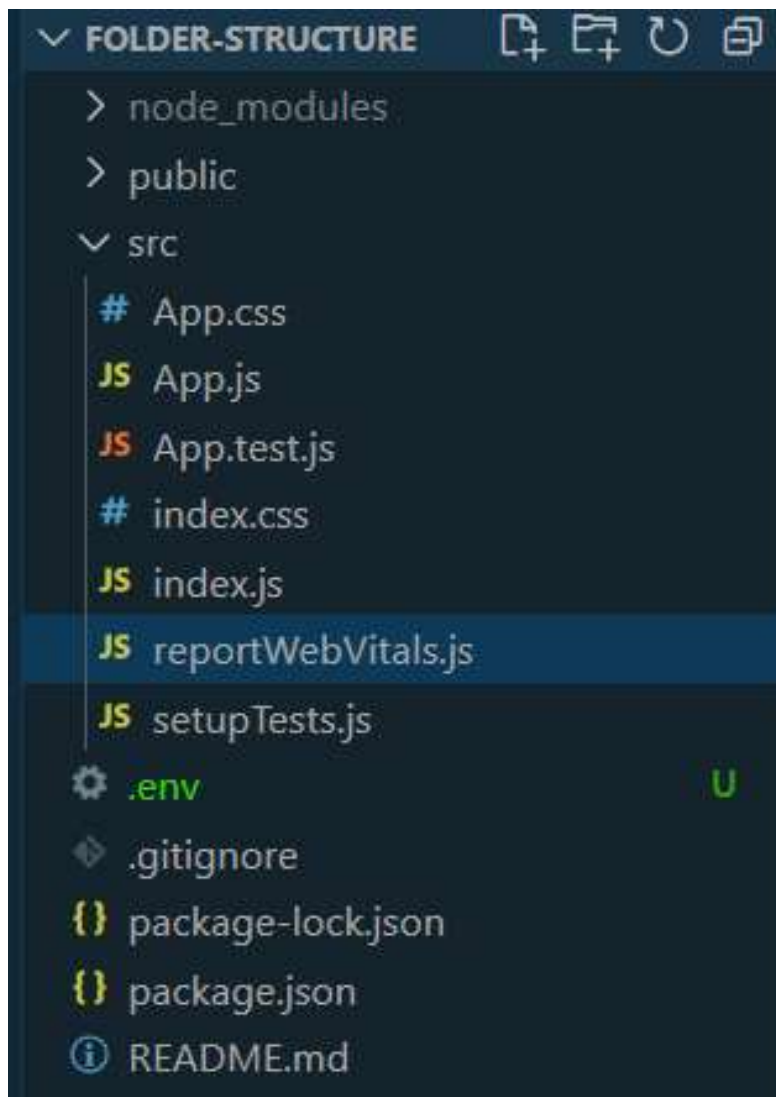 FOLDER-STRUCTURE
node_modules
public
src
# App.css
JS App.js
JS App.test.js
# index.css
JS index.js
JS reportWebVitals.js
JS setupTests.js
.env U
.gitignore
{} package-lock.json
{} package.json
README.md